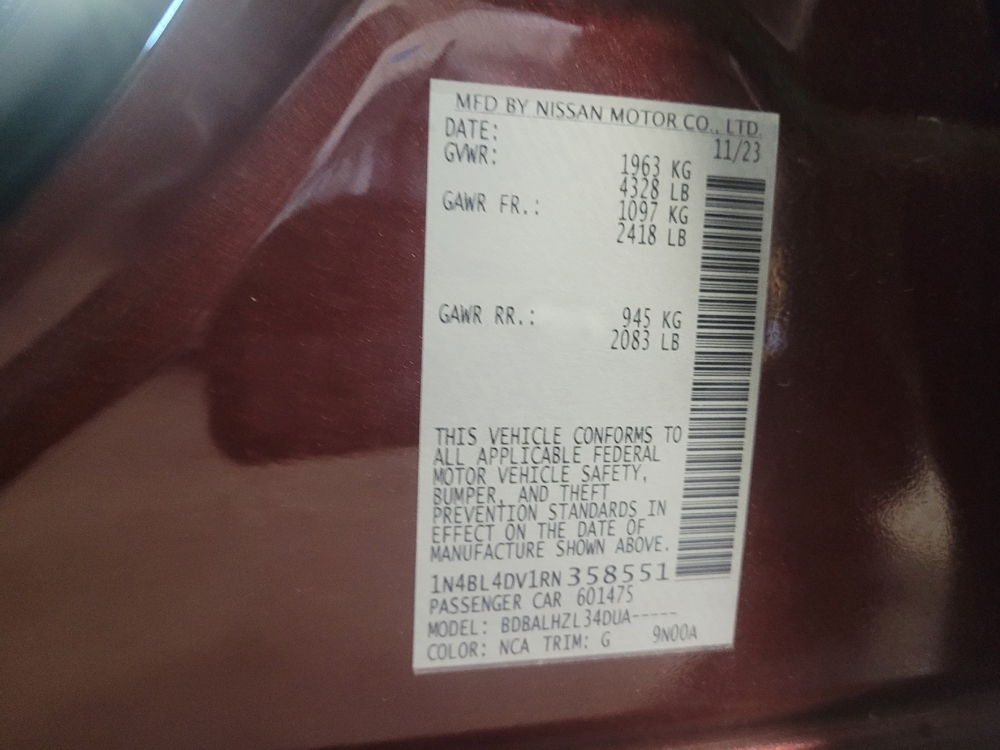 MFD BY NISSAN MOTOR CO., LTD.
DATE: 11/23
GVWR: 1963 KG
4328 LB
GAWR FR.: 1097 KG
2418 LB
GAWR RR.: 945 KG
2083 LB
THIS VEHICLE CONFORMS TO
ALL APPLICABLE FEDERAL
MOTOR VEHICLE SAFETY,
BUMPER, AND THEFT
PREVENTION STANDARDS IN
EFFECT ON THE DATE OF
MANUFACTURE SHOWN ABOVE.
1N4BL4DV1RN358551
PASSENGER CAR 601475
MODEL: BDBALHZL34DUA-----
COLOR: NCA TRIM: G 9N00A